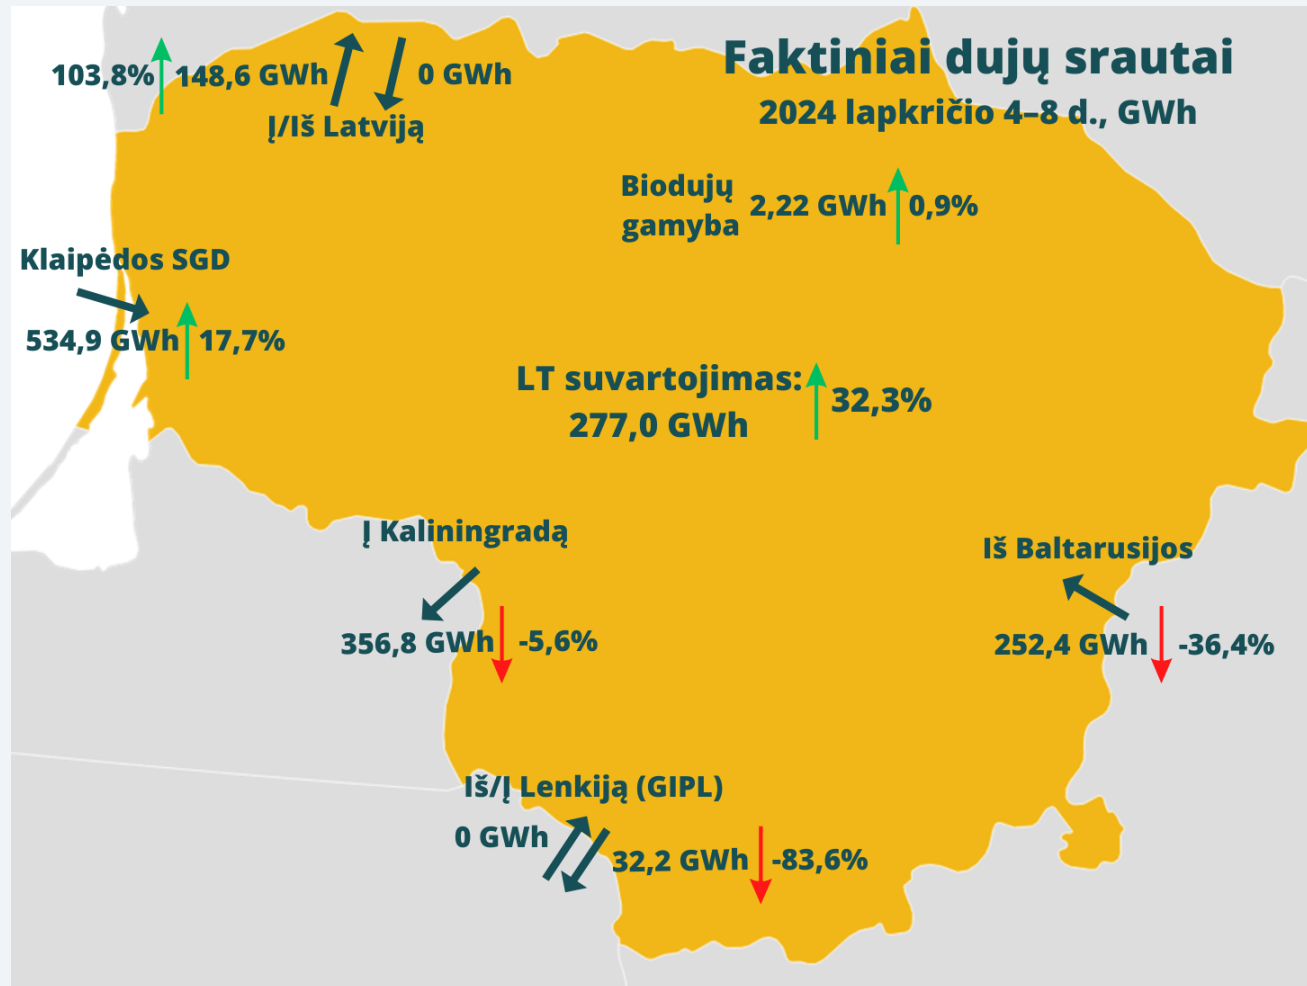 Faktiniai dujų srautai
2024 lapkričio 4–8 d., GWh
103,8% 148,6 GWh 0 GWh
Į/Iš Latviją
Biodujų
gamyba
2,22 GWh 0,9%
Klaipėdos SGD
534,9 GWh 17,7%
LT suvartojimas:
277,0 GWh
32,3%
Į Kaliningradą
356,8 GWh -5,6%
Iš Baltarusijos
252,4 GWh -36,4%
Iš/Į Lenkiją (GIPL)
0 GWh
32,2 GWh -83,6%